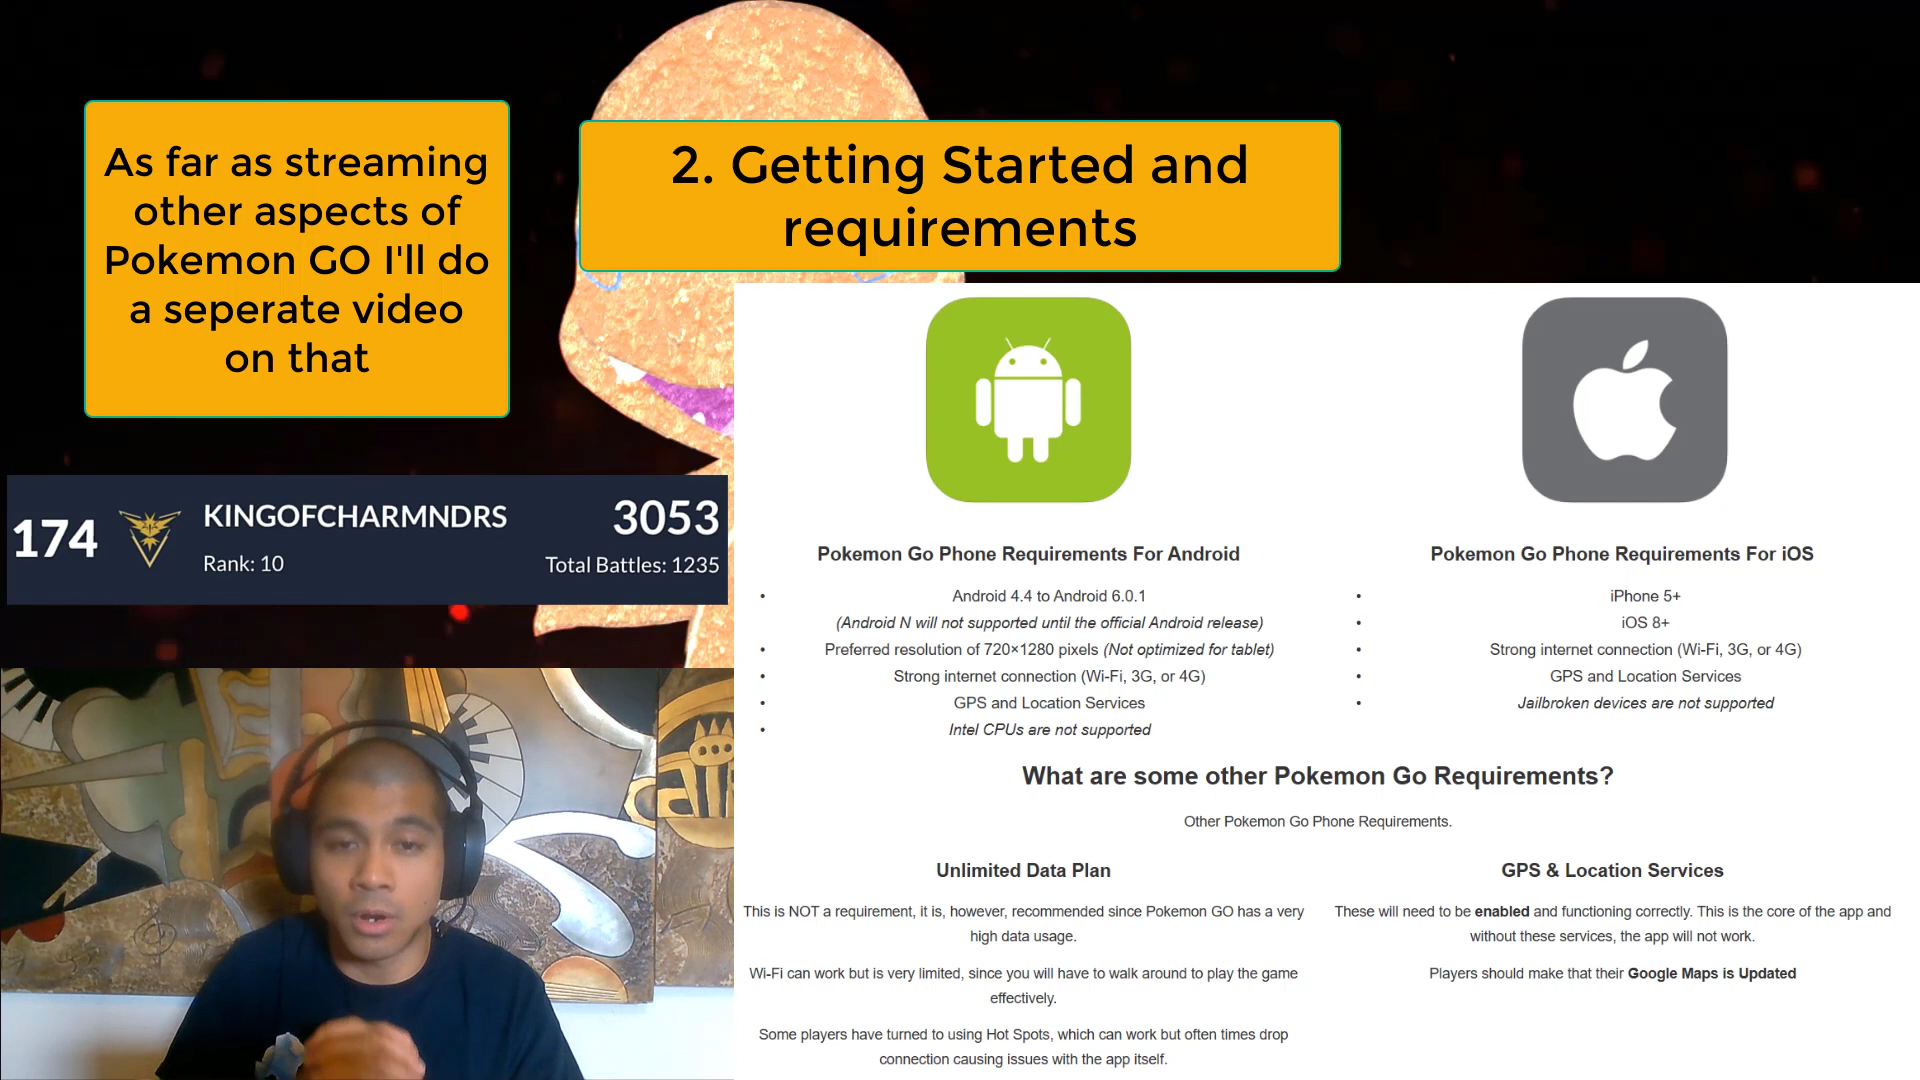 As far as streaming
other aspects of
Pokemon GO I'll do
a seperate video
on that
2. Getting Started and
requirements
174
KINGOFCHARMNDRS
3053
Rank: 10
Total Battles: 1235
Pokemon Go Phone Requirements For Android
• Android 4.4 to Android 6.0.1
• (Android N will not supported until the official Android release)
• Preferred resolution of 720×1280 pixels (Not optimized for tablet)
• Strong internet connection (Wi-Fi, 3G, or 4G)
• GPS and Location Services
• Intel CPUs are not supported
Pokemon Go Phone Requirements For iOS
• iPhone 5+
• iOS 8+
• Strong internet connection (Wi-Fi, 3G, or 4G)
• GPS and Location Services
• Jailbroken devices are not supported
What are some other Pokemon Go Requirements?
Other Pokemon Go Phone Requirements.
Unlimited Data Plan
This is NOT a requirement, it is, however, recommended since Pokemon GO has a very
high data usage.
Wi-Fi can work but is very limited, since you will have to walk around to play the game
effectively.
Some players have turned to using Hot Spots, which can work but often times drop
connection causing issues with the app itself.
GPS & Location Services
These will need to be enabled and functioning correctly. This is the core of the app and
without these services, the app will not work.
Players should make that their Google Maps is Updated